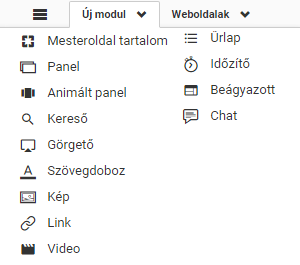 Új modul
Weboldalak
Mesteroldal tartalom
Panel
Animált panel
Kereső
Görgető
Szövegdoboz
Kép
Link
Video
Űrlap
Időzítő
Beágyazott
Chat